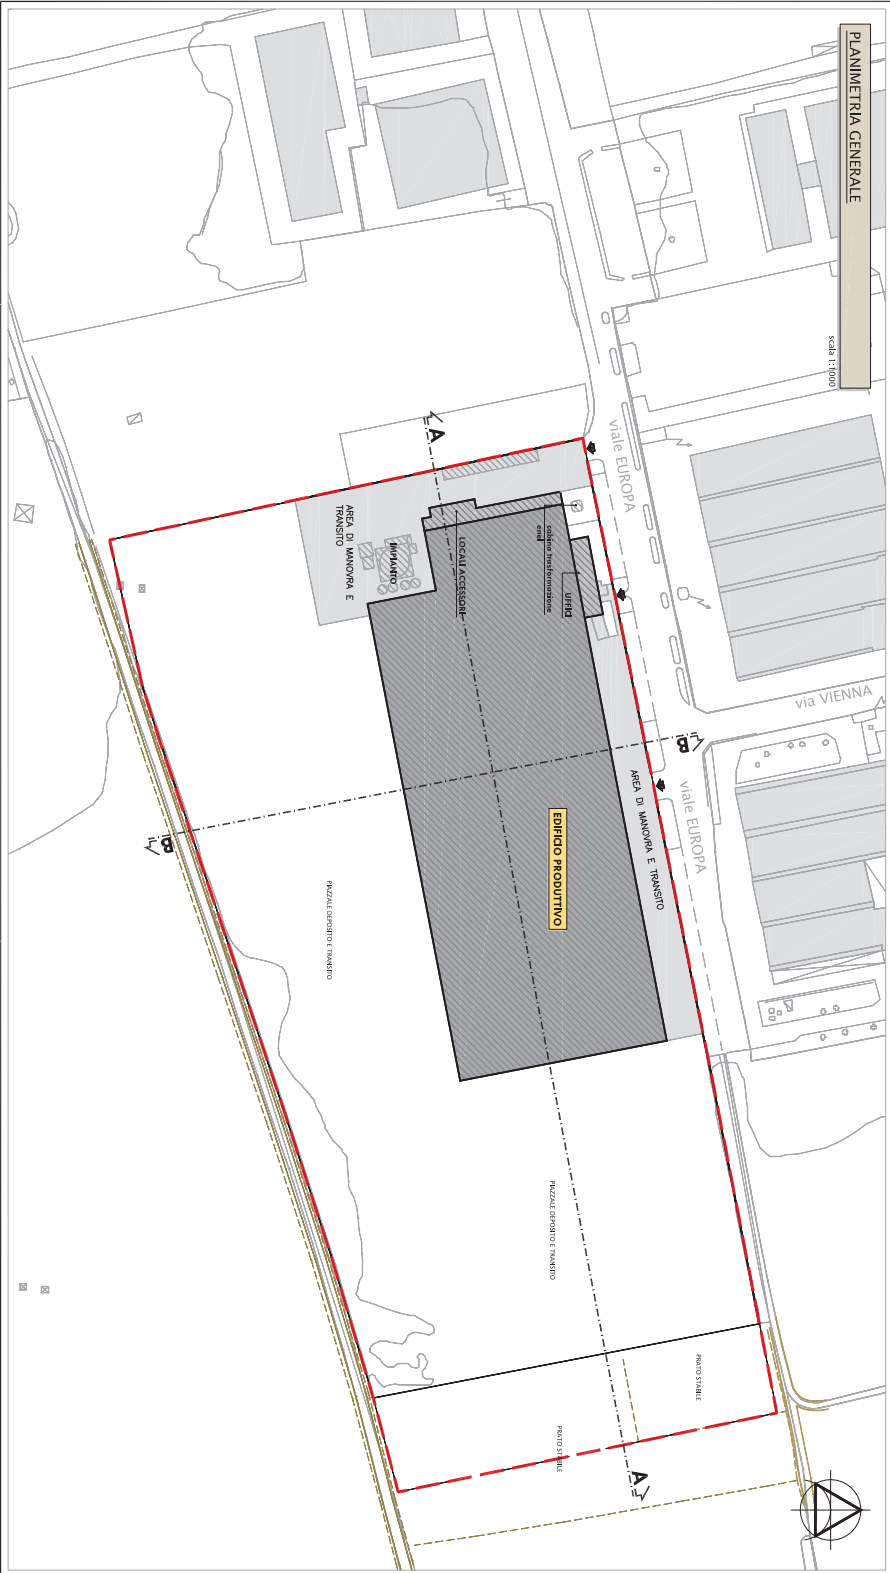 PLANIMETRIA GENERALE
scala 1:1000
viale EUROPA
via VIENNA
viale EUROPA
A
cabina trasformazione
enel
UFFICI
LOCALI ACCESSORI
IMPIANTO
AREA DI MANOVRA E
TRANSITO
B
AREA DI MANOVRA E TRANSITO
EDIFICIO PRODUTTIVO
B
PIAZZALE DEPOSITO E TRANSITO
PIAZZALE DEPOSITO E TRANSITO
PRATO STABILE
PRATO STABILE
A